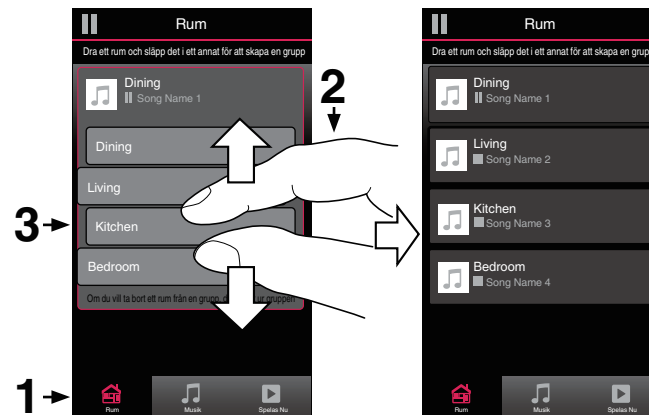 Rum
Dra ett rum och släpp det i ett annat för att skapa en grupp
Dining
Song Name 1
Dining
Living
Kitchen
Bedroom
Om du vill ta bort ett rum från en grupp, d ur gruppen
Rum
Musik
Spelas Nu
1
2
3
Rum
Dra ett rum och släpp det i ett annat för att skapa en grup
Dining
Song Name 1
Living
Song Name 2
Kitchen
Song Name 3
Bedroom
Song Name 4
Rum
Musik
Spelas Nu